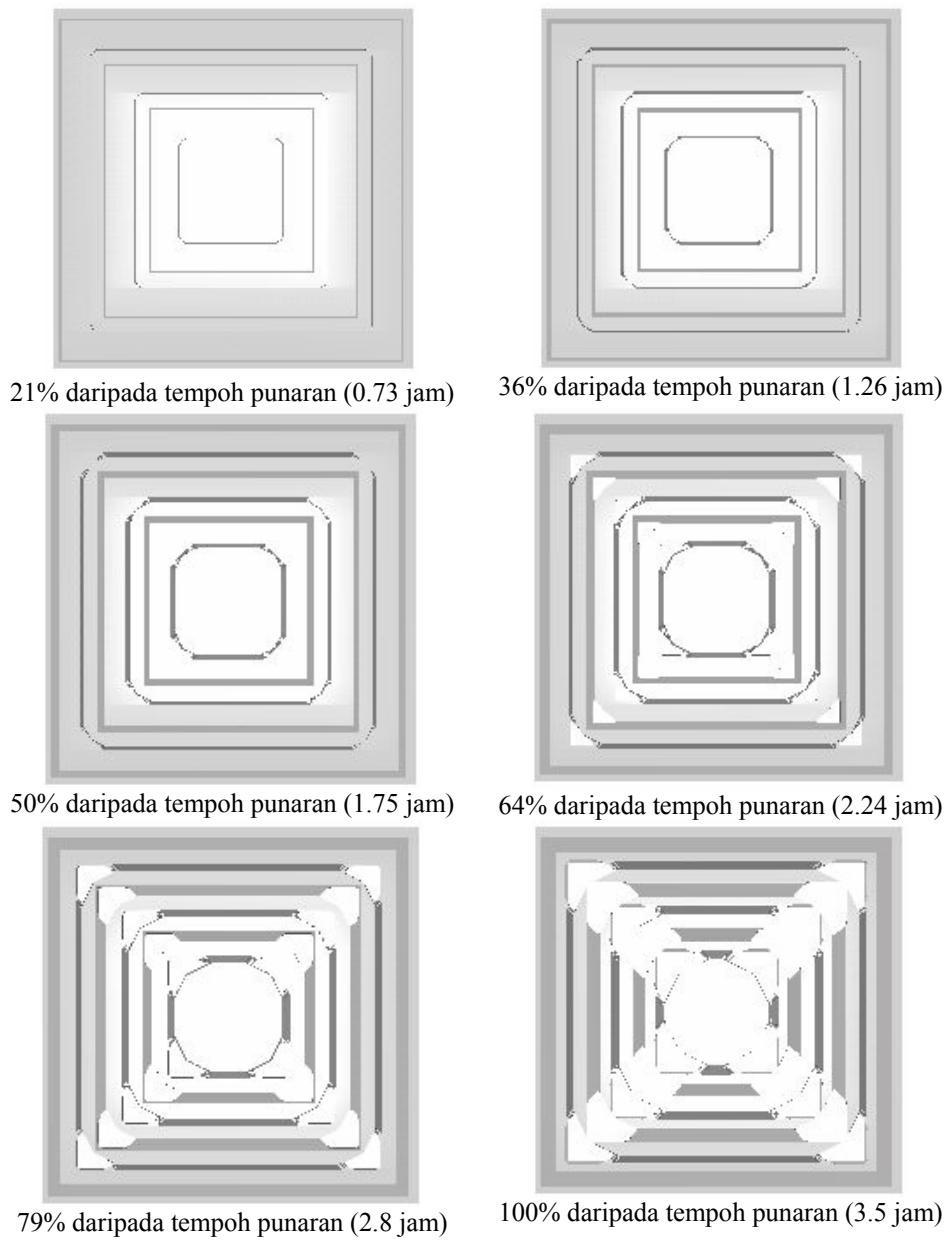 21% daripada tempoh punaran (0.73 jam)
36% daripada tempoh punaran (1.26 jam)
50% daripada tempoh punaran (1.75 jam)
64% daripada tempoh punaran (2.24 jam)
79% daripada tempoh punaran (2.8 jam)
100% daripada tempoh punaran (3.5 jam)